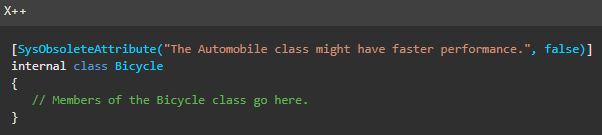 X++
[SysObsoleteAttribute("The Automobile class might have faster performance.", false)]
internal class Bicycle
{
    // Members of the Bicycle class go here.
}